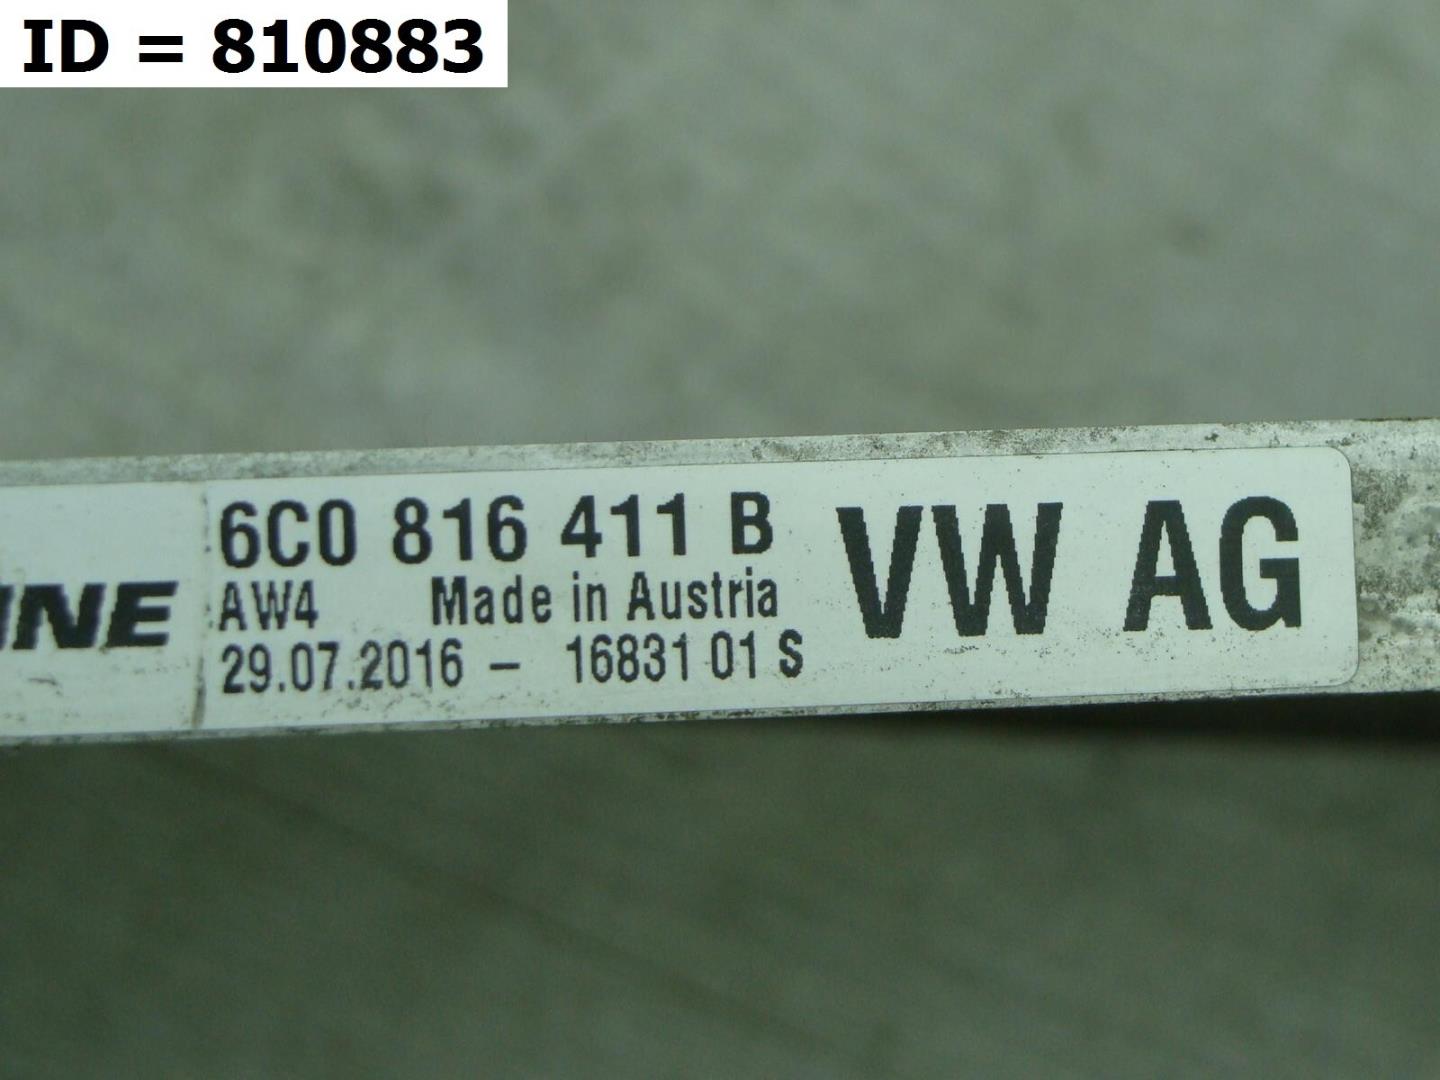 ID = 810883
6C0 816 411 B
AW4 Made in Austria
29.07.2016 - 16831 01 S
VW AG